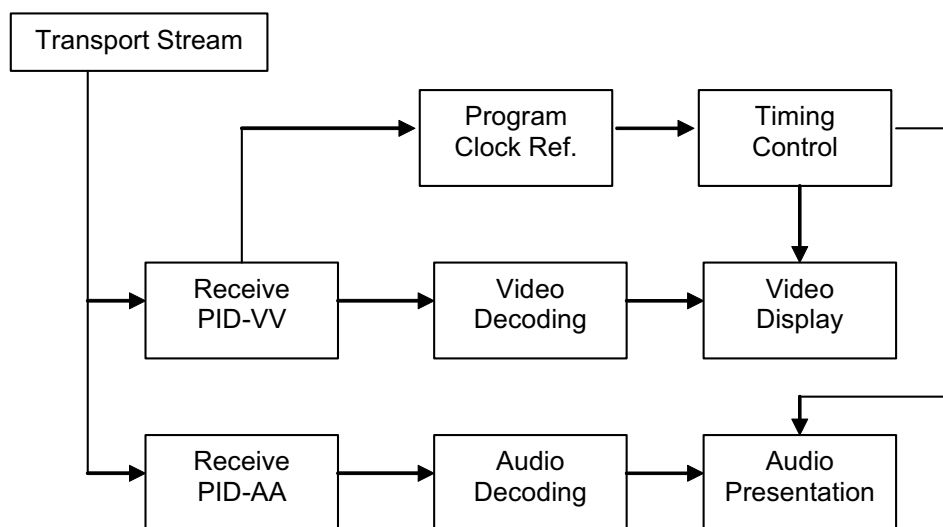 Transport Stream
Program
Clock Ref.
Timing
Control
Receive
PID-VV
Video
Decoding
Video
Display
Receive
PID-AA
Audio
Decoding
Audio
Presentation